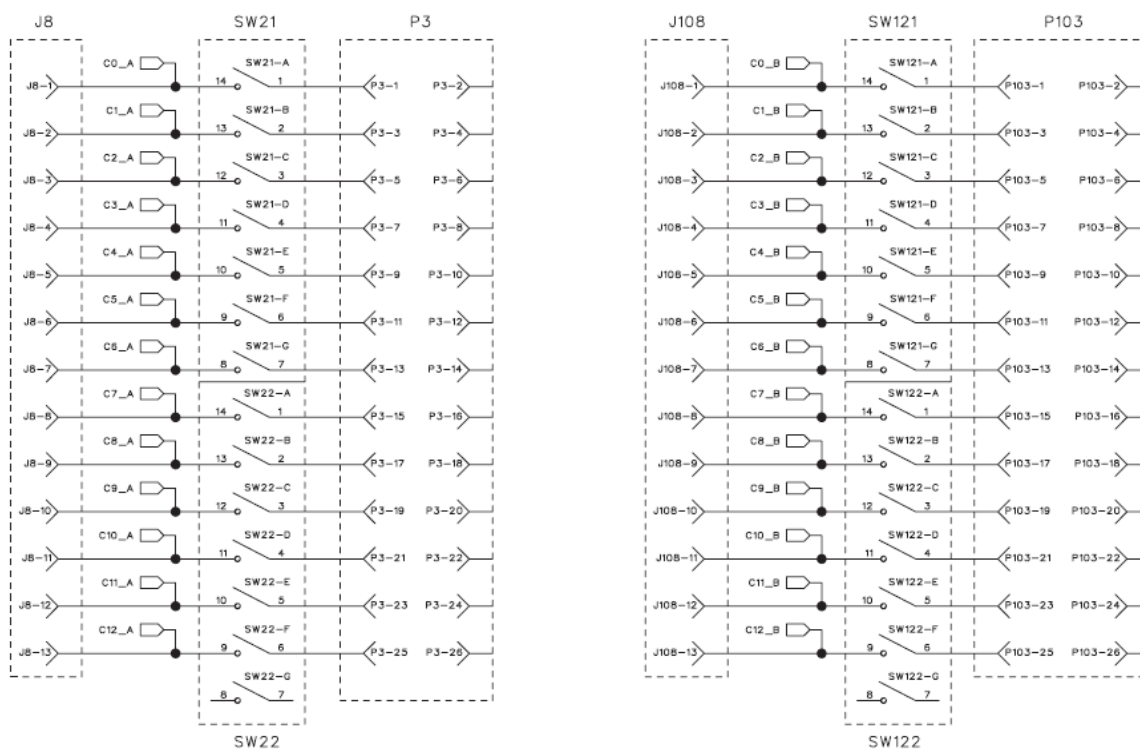 J8 SW21 P3 J108 SW121 P103
C0_A SW21-A C0_B SW121-A
J8-1 14 1 P3-1 P3-2 J108-1 14 1 P103-1 P103-2
C1_A SW21-B C1_B SW121-B
J8-2 13 2 P3-3 P3-4 J108-2 13 2 P103-3 P103-4
C2_A SW21-C C2_B SW121-C
J8-3 12 3 P3-5 P3-6 J108-3 12 3 P103-5 P103-6
C3_A SW21-D C3_B SW121-D
J8-4 11 4 P3-7 P3-8 J108-4 11 4 P103-7 P103-8
C4_A SW21-E C4_B SW121-E
J8-5 10 5 P3-9 P3-10 J108-5 10 5 P103-9 P103-10
C5_A SW21-F C5_B SW121-F
J8-6 9 6 P3-11 P3-12 J108-6 9 6 P103-11 P103-12
C6_A SW21-G C6_B SW121-G
J8-7 8 7 P3-13 P3-14 J108-7 8 7 P103-13 P103-14
C7_A SW22-A C7_B SW122-A
J8-8 14 1 P3-15 P3-16 J108-8 14 1 P103-15 P103-16
C8_A SW22-B C8_B SW122-B
J8-9 13 2 P3-17 P3-18 J108-9 13 2 P103-17 P103-18
C9_A SW22-C C9_B SW122-C
J8-10 12 3 P3-19 P3-20 J108-10 12 3 P103-19 P103-20
C10_A SW22-D C10_B SW122-D
J8-11 11 4 P3-21 P3-22 J108-11 11 4 P103-21 P103-22
C11_A SW22-E C11_B SW122-E
J8-12 10 5 P3-23 P3-24 J108-12 10 5 P103-23 P103-24
C12_A SW22-F C12_B SW122-F
J8-13 9 6 P3-25 P3-26 J108-13 9 6 P103-25 P103-26
SW22-G SW122-G
8 7 8 7
SW22 SW122